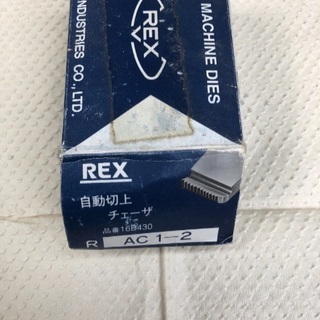 MACHINE DIES
REX
INDUSTRIES CO.,LTD.
REX
自動切上
チェーザ
品番16B430
R AC 1-2